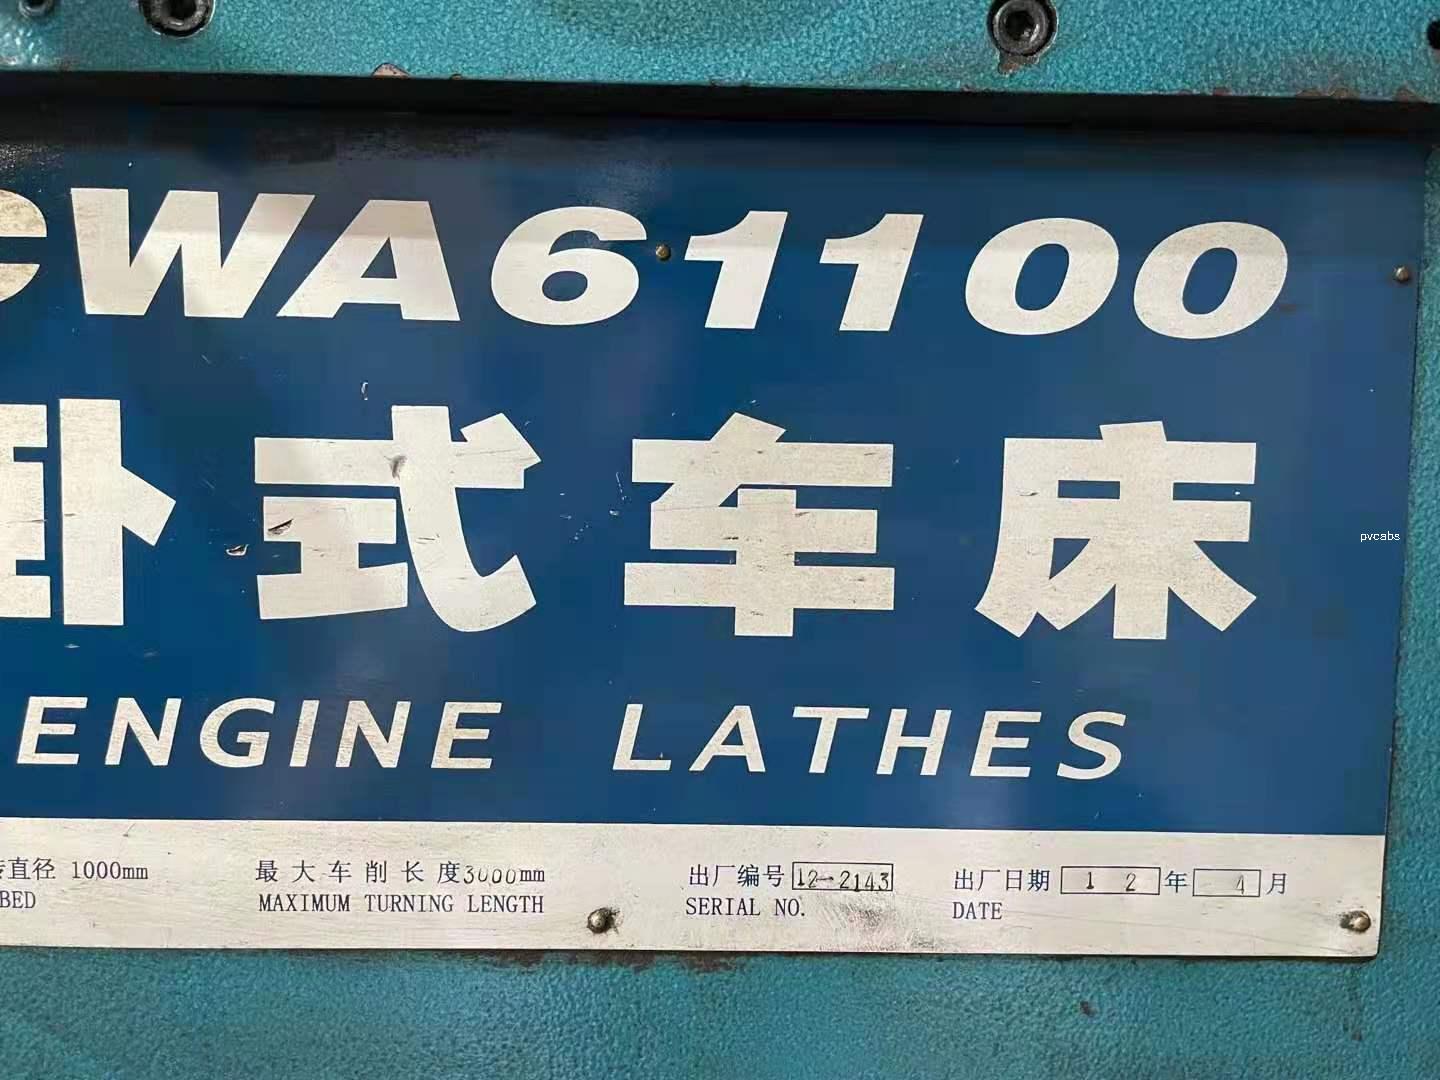 CWA61100
卧式车床
ENGINE LATHES
直径 1000mm 最大车削长度3000mm 出厂编号 12-2143 出厂日期 12年 4月
BED MAXIMUM TURNING LENGTH SERIAL NO. DATE
pvcabs